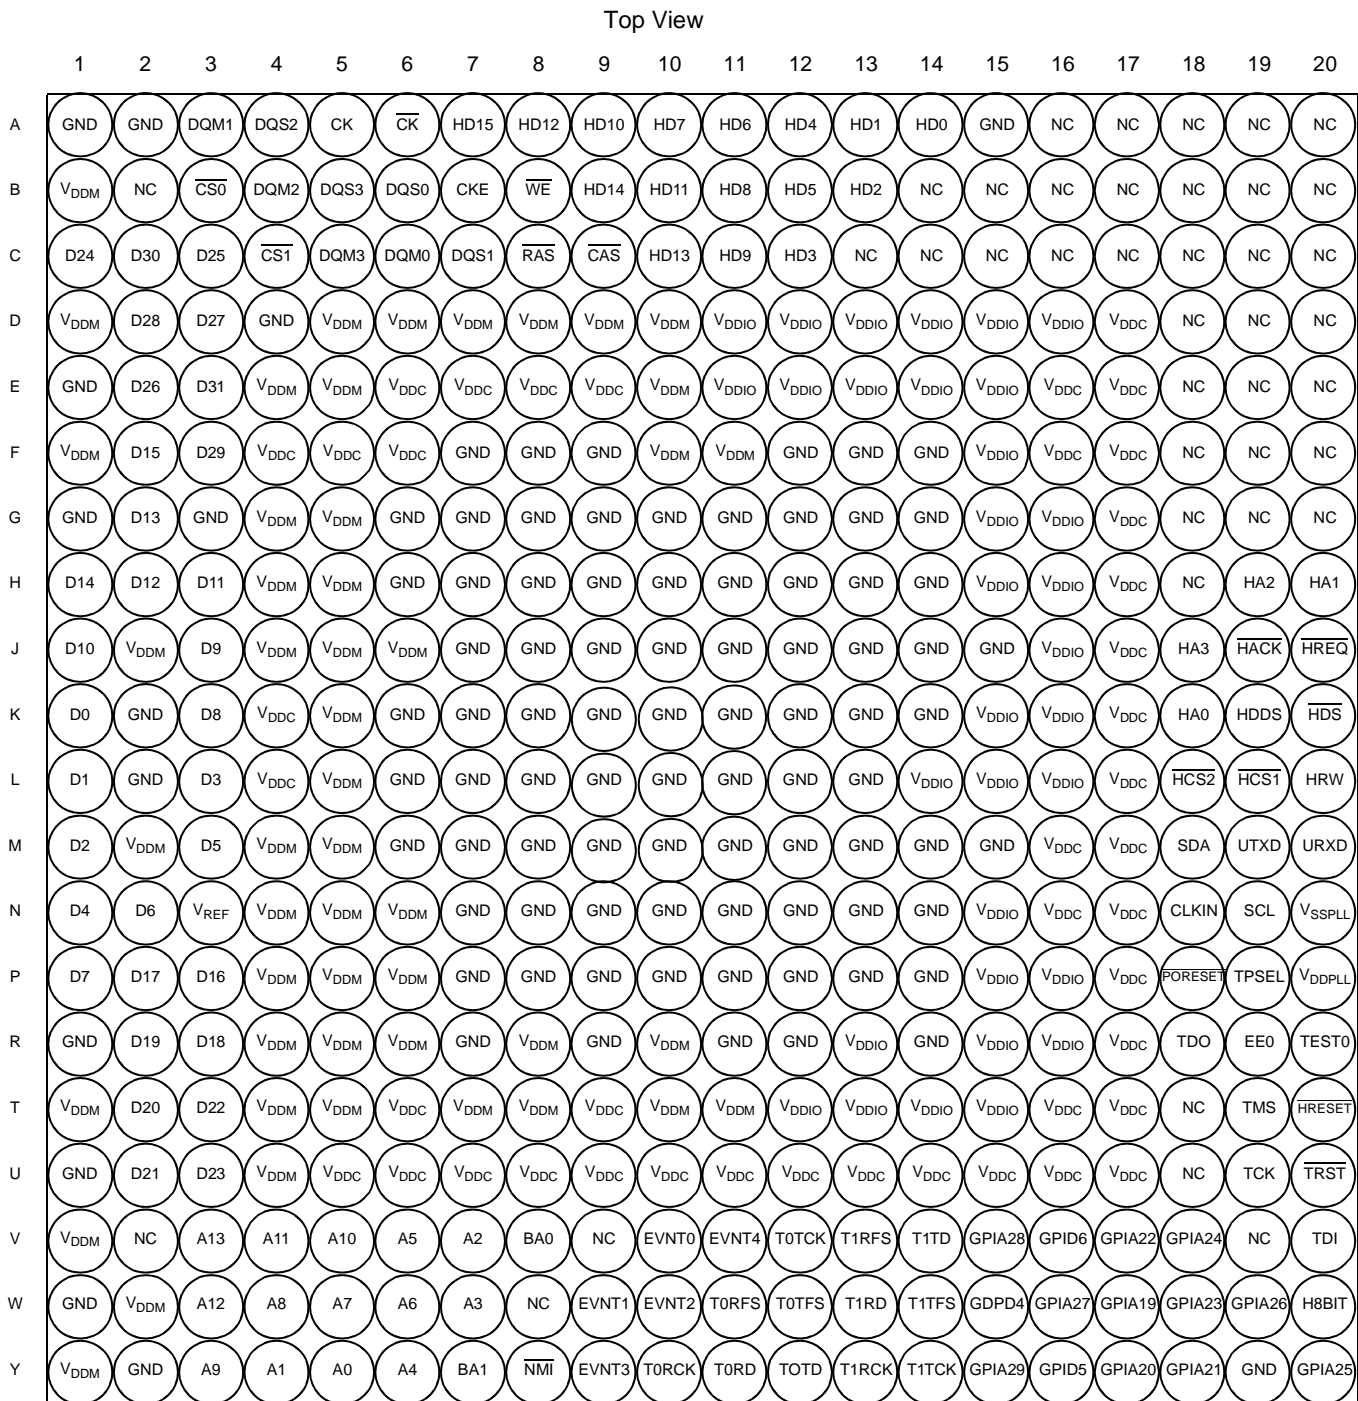 Top View
1 2 3 4 5 6 7 8 9 10 11 12 13 14 15 16 17 18 19 20
A GND GND DQM1 DQS2 CK C̅K̅ HD15 HD12 HD10 HD7 HD6 HD4 HD1 HD0 GND NC NC NC NC NC
B VDDM NC C̅S̅0̅ DQM2 DQS3 DQS0 CKE W̅E̅ HD14 HD11 HD8 HD5 HD2 NC NC NC NC NC NC NC
C D24 D30 D25 C̅S̅1̅ DQM3 DQM0 DQS1 R̅A̅S̅ C̅A̅S̅ HD13 HD9 HD3 NC NC NC NC NC NC NC NC
D VDDM D28 D27 GND VDDM VDDM VDDM VDDM VDDM VDDM VDDIO VDDIO VDDIO VDDIO VDDIO VDDIO VDDC NC NC NC
E GND D26 D31 VDDM VDDM VDDC VDDC VDDC VDDC VDDM VDDIO VDDIO VDDIO VDDIO VDDIO VDDC VDDC NC NC NC
F VDDM D15 D29 VDDC VDDC VDDC GND GND GND VDDM VDDM GND GND GND VDDIO VDDC VDDC NC NC NC
G GND D13 GND VDDM VDDM GND GND GND GND GND GND GND GND GND VDDIO VDDIO VDDC NC NC NC
H D14 D12 D11 VDDM VDDM GND GND GND GND GND GND GND GND GND VDDIO VDDIO VDDC NC HA2 HA1
J D10 VDDM D9 VDDM VDDM VDDM GND GND GND GND GND GND GND GND GND VDDIO VDDC HA3 H̅A̅C̅K̅ H̅R̅E̅Q̅
K D0 GND D8 VDDC VDDM GND GND GND GND GND GND GND GND GND VDDIO VDDIO VDDC HA0 HDDS H̅D̅S̅
L D1 GND D3 VDDC VDDM GND GND GND GND GND GND GND GND VDDIO VDDIO VDDIO VDDC H̅C̅S̅2̅ H̅C̅S̅1̅ HRW
M D2 VDDM D5 VDDM VDDM GND GND GND GND GND GND GND GND GND GND VDDC VDDC SDA UTXD URXD
N D4 D6 VREF VDDM VDDM VDDM GND GND GND GND GND GND GND GND VDDIO VDDC VDDC CLKIN SCL VSSPLL
P D7 D17 D16 VDDM VDDM VDDM GND GND GND GND GND GND GND GND VDDIO VDDIO VDDC P̅O̅R̅E̅S̅E̅T̅ TPSEL VDDPLL
R GND D19 D18 VDDM VDDM VDDM GND VDDM GND VDDM GND GND VDDIO GND VDDIO VDDIO VDDC TDO EE0 TEST0
T VDDM D20 D22 VDDM VDDM VDDC VDDM VDDM VDDC VDDM VDDM VDDIO VDDIO VDDIO VDDIO VDDC VDDC NC TMS H̅R̅E̅S̅E̅T̅
U GND D21 D23 VDDM VDDC VDDC VDDC VDDC VDDC VDDC VDDC VDDC VDDC VDDC VDDC VDDC VDDC NC TCK T̅R̅S̅T̅
V VDDM NC A13 A11 A10 A5 A2 BA0 NC EVNT0 EVNT4 T0TCK T1RFS T1TD GPIA28 GPID6 GPIA22 GPIA24 NC TDI
W GND VDDM A12 A8 A7 A6 A3 NC EVNT1 EVNT2 T0RFS T0TFS T1RD T1TFS GDPD4 GPIA27 GPIA19 GPIA23 GPIA26 H8BIT
Y VDDM GND A9 A1 A0 A4 BA1 N̅M̅I̅ EVNT3 T0RCK T0RD TOTD T1RCK T1TCK GPIA29 GPID5 GPIA20 GPIA21 GND GPIA25